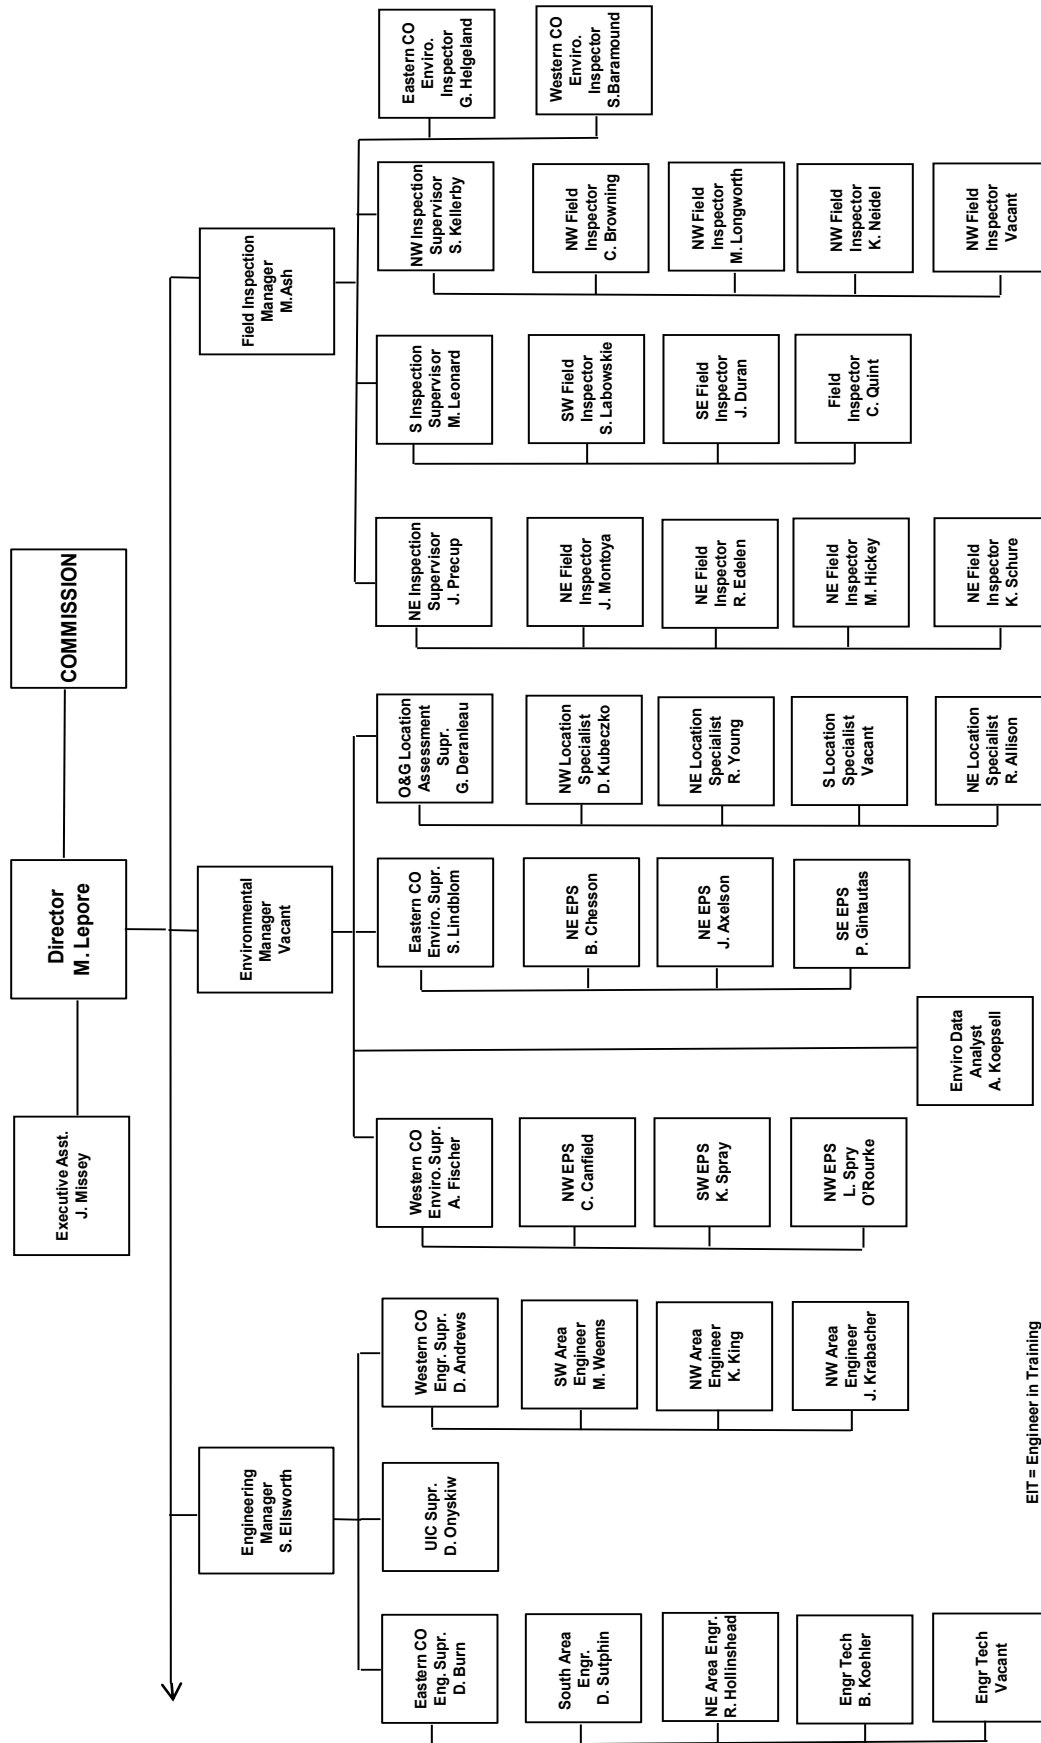 Executive Asst.
J. Missey
Director
M. Lepore
COMMISSION
Engineering
Manager
S. Ellsworth
Environmental
Manager
Vacant
Field Inspection
Manager
M.Ash
Eastern CO
Eng. Supr.
D. Burn
South Area
Engr.
D. Sutphin
NE Area Engr.
R. Hollinshead
Engr Tech
B. Koehler
Engr Tech
Vacant
UIC Supr.
D. Onyskiw
Western CO
Engr. Supr.
D. Andrews
SW Area
Engineer
M. Weems
NW Area
Engineer
K. King
NW Area
Engineer
J. Krabacher
Western CO
Enviro. Supr.
A. Fischer
NW EPS
C. Canfield
SW EPS
K. Spray
NW EPS
L. Spry
O'Rourke
Enviro Data
Analyst
A. Koepsell
Eastern CO
Enviro. Supr.
S. Lindblom
NE EPS
B. Chesson
NE EPS
J. Axelson
SE EPS
P. Gintautas
O&G Location
Assessment
Supr.
G. Deranleau
NW Location
Specialist
D. Kubeczko
NE Location
Specialist
R. Young
S Location
Specialist
Vacant
NE Location
Specialist
R. Allison
NE Inspection
Supervisor
J. Precup
NE Field
Inspector
J. Montoya
NE Field
Inspector
R. Edelen
NE Field
Inspector
M. Hickey
NE Field
Inspector
K. Schure
S Inspection
Supervisor
M. Leonard
SW Field
Inspector
S. Labowskie
SE Field
Inspector
J. Duran
Field
Inspector
C. Quint
NW Inspection
Supervisor
S. Kellerby
NW Field
Inspector
C. Browning
NW Field
Inspector
M. Longworth
NW Field
Inspector
K. Neidel
NW Field
Inspector
Vacant
Eastern CO
Enviro.
Inspector
G. Helgeland
Western CO
Enviro.
Inspector
S.Baramound
EIT = Engineer in Training